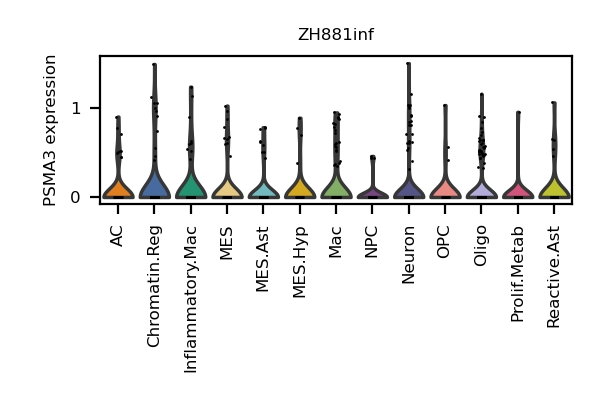 ZH881inf
PSMA3 expression
1
0
AC
Chromatin.Reg
Inflammatory.Mac
MES
MES.Ast
MES.Hyp
Mac
NPC
Neuron
OPC
Oligo
Prolif.Metab
Reactive.Ast